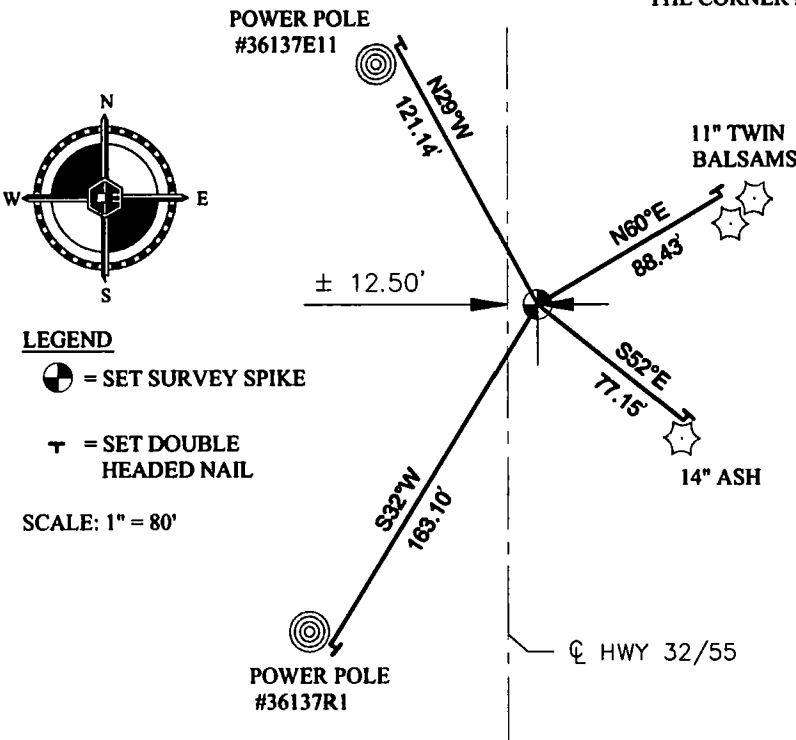 THE CORNER
POWER POLE
#36137E11
N29°W
121.14'
11" TWIN
BALSAMS
N
W
E
S
N60°E
88.43'
± 12.50'
LEGEND
= SET SURVEY SPIKE
S52°E
77.15'
= SET DOUBLE
HEADED NAIL
14" ASH
SCALE: 1" = 80'
S32°W
163.10'
℄ HWY 32/55
POWER POLE
#36137R1